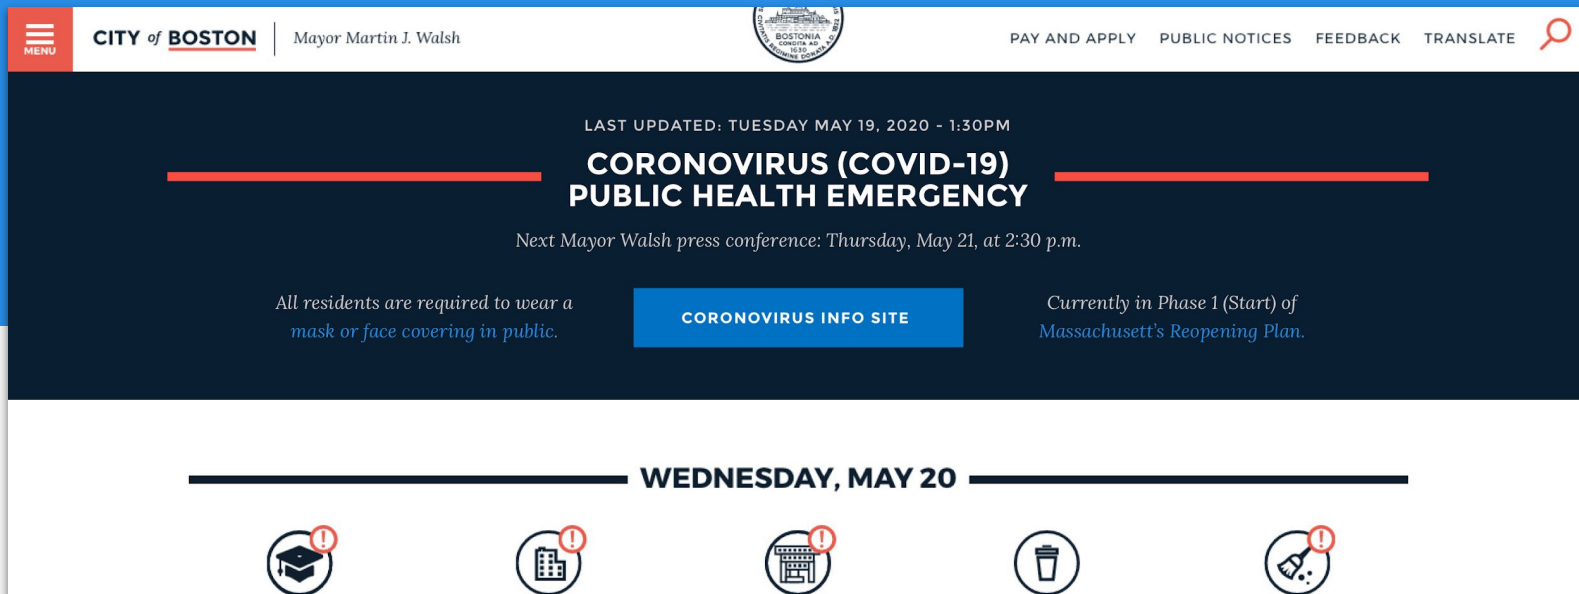 MENU
CITY of BOSTON
Mayor Martin J. Walsh
BOSTONIA
CONDITA AD
1630
PAY AND APPLY
PUBLIC NOTICES
FEEDBACK
TRANSLATE
LAST UPDATED: TUESDAY MAY 19, 2020 - 1:30PM
CORONOVIRUS (COVID-19)
PUBLIC HEALTH EMERGENCY
Next Mayor Walsh press conference: Thursday, May 21, at 2:30 p.m.
All residents are required to wear a
mask or face covering in public.
CORONOVIRUS INFO SITE
Currently in Phase 1 (Start) of
Massachusett's Reopening Plan.
WEDNESDAY, MAY 20